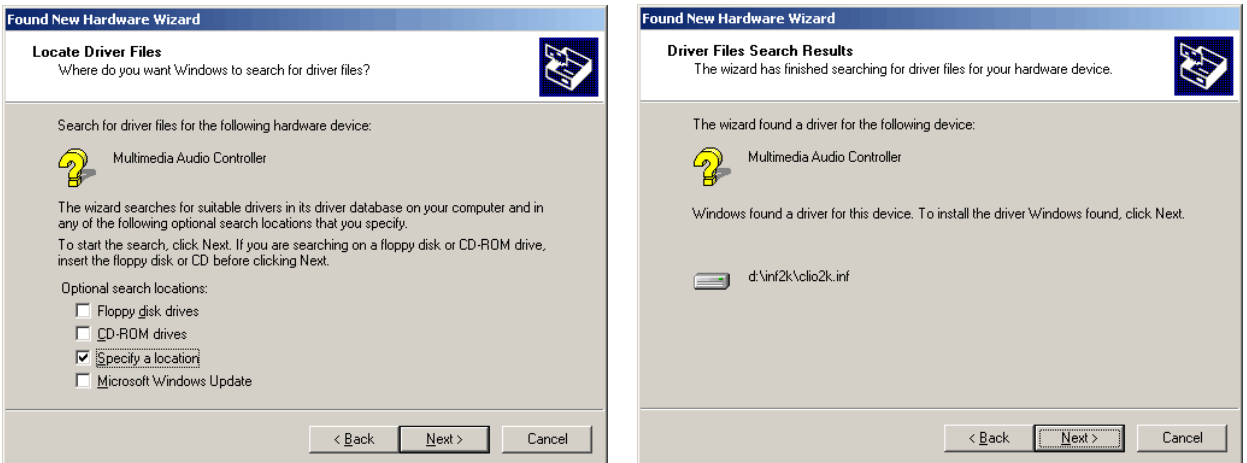 Found New Hardware Wizard
Locate Driver Files
Where do you want Windows to search for driver files?
Search for driver files for the following hardware device:
Multimedia Audio Controller
The wizard searches for suitable drivers in its driver database on your computer and in
any of the following optional search locations that you specify.
To start the search, click Next. If you are searching on a floppy disk or CD-ROM drive,
insert the floppy disk or CD before clicking Next.
Optional search locations:
Floppy disk drives
CD-ROM drives
Specify a location
Microsoft Windows Update
< Back Next > Cancel
Found New Hardware Wizard
Driver Files Search Results
The wizard has finished searching for driver files for your hardware device.
The wizard found a driver for the following device:
Multimedia Audio Controller
Windows found a driver for this device. To install the driver Windows found, click Next.
d:\inf2k\clio2k.inf
< Back Next > Cancel